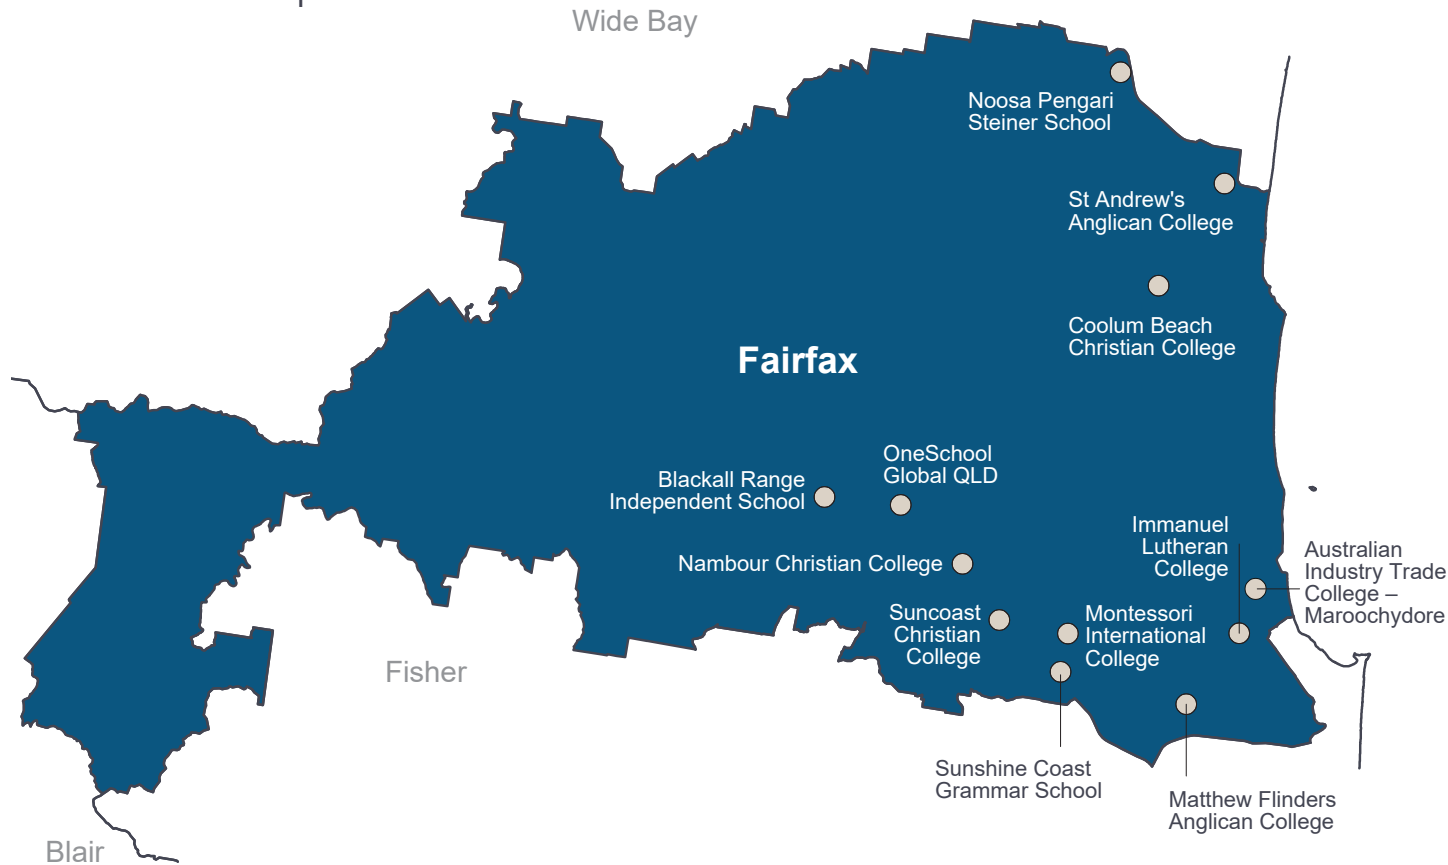 Wide Bay
Noosa Pengari
Steiner School
St Andrew's
Anglican College
Coolum Beach
Christian College
Fairfax
OneSchool
Global QLD
Blackall Range
Independent School
Immanuel
Lutheran
College
Australian
Industry Trade
College –
Maroochydore
Nambour Christian College
Suncoast
Christian
College
Montessori
International
College
Fisher
Sunshine Coast
Grammar School
Matthew Flinders
Anglican College
Blair